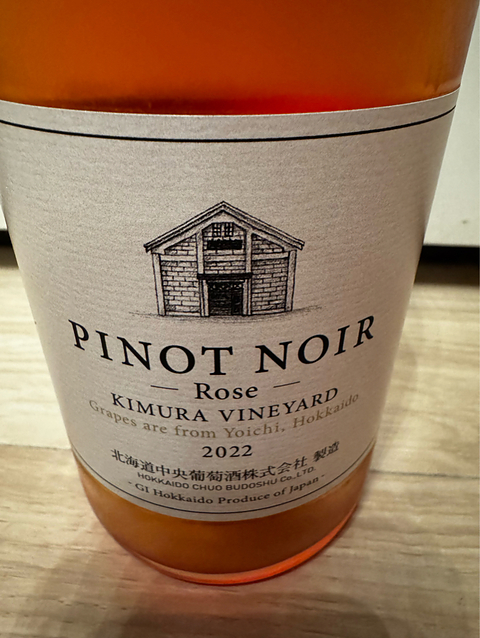 PINOT NOIR
— Rose —
KIMURA VINEYARD
Grapes are from Yoichi, Hokkaido
2022
北海道中央葡萄酒株式会社 製造
HOKKAIDO CHUO BUDOSHU Co.,LTD.
- GI Hokkaido Produce of Japan -